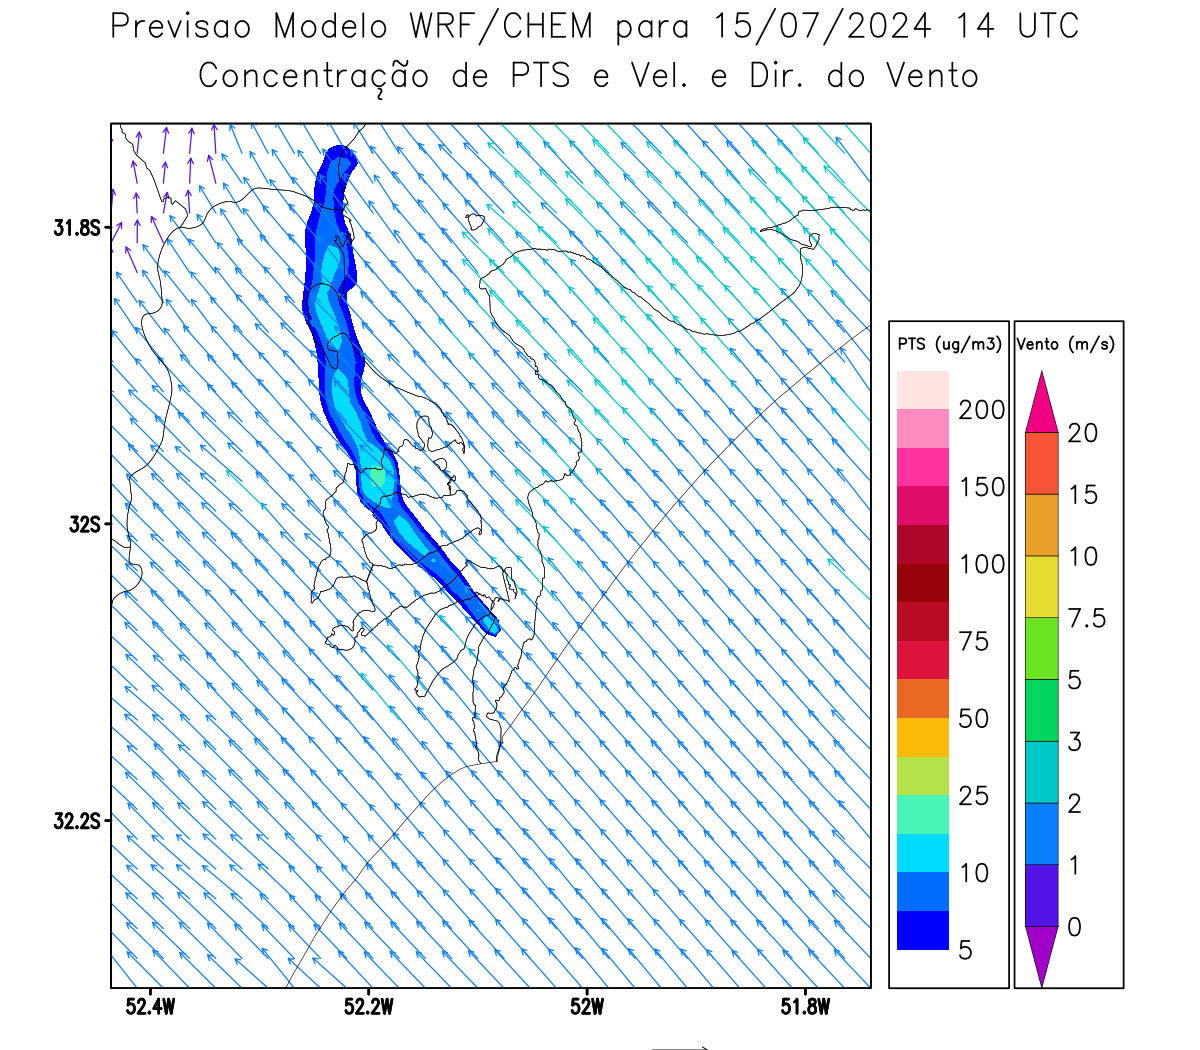 Previsao Modelo WRF/CHEM para 15/07/2024 14 UTC
Concentração de PTS e Vel. e Dir. do Vento
31.8S
32S
32.2S
52.4W
52.2W
52W
51.8W
PTS (ug/m3)
200
150
100
75
50
25
10
5
Vento (m/s)
20
15
10
7.5
5
3
2
1
0